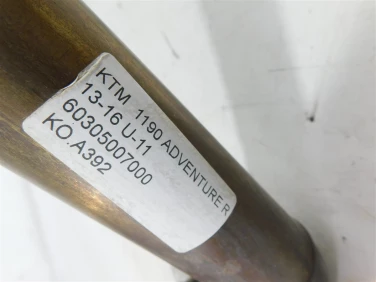 KTM 1190 ADVENTURE R
13-16 U-11
60305007000
KO.A392